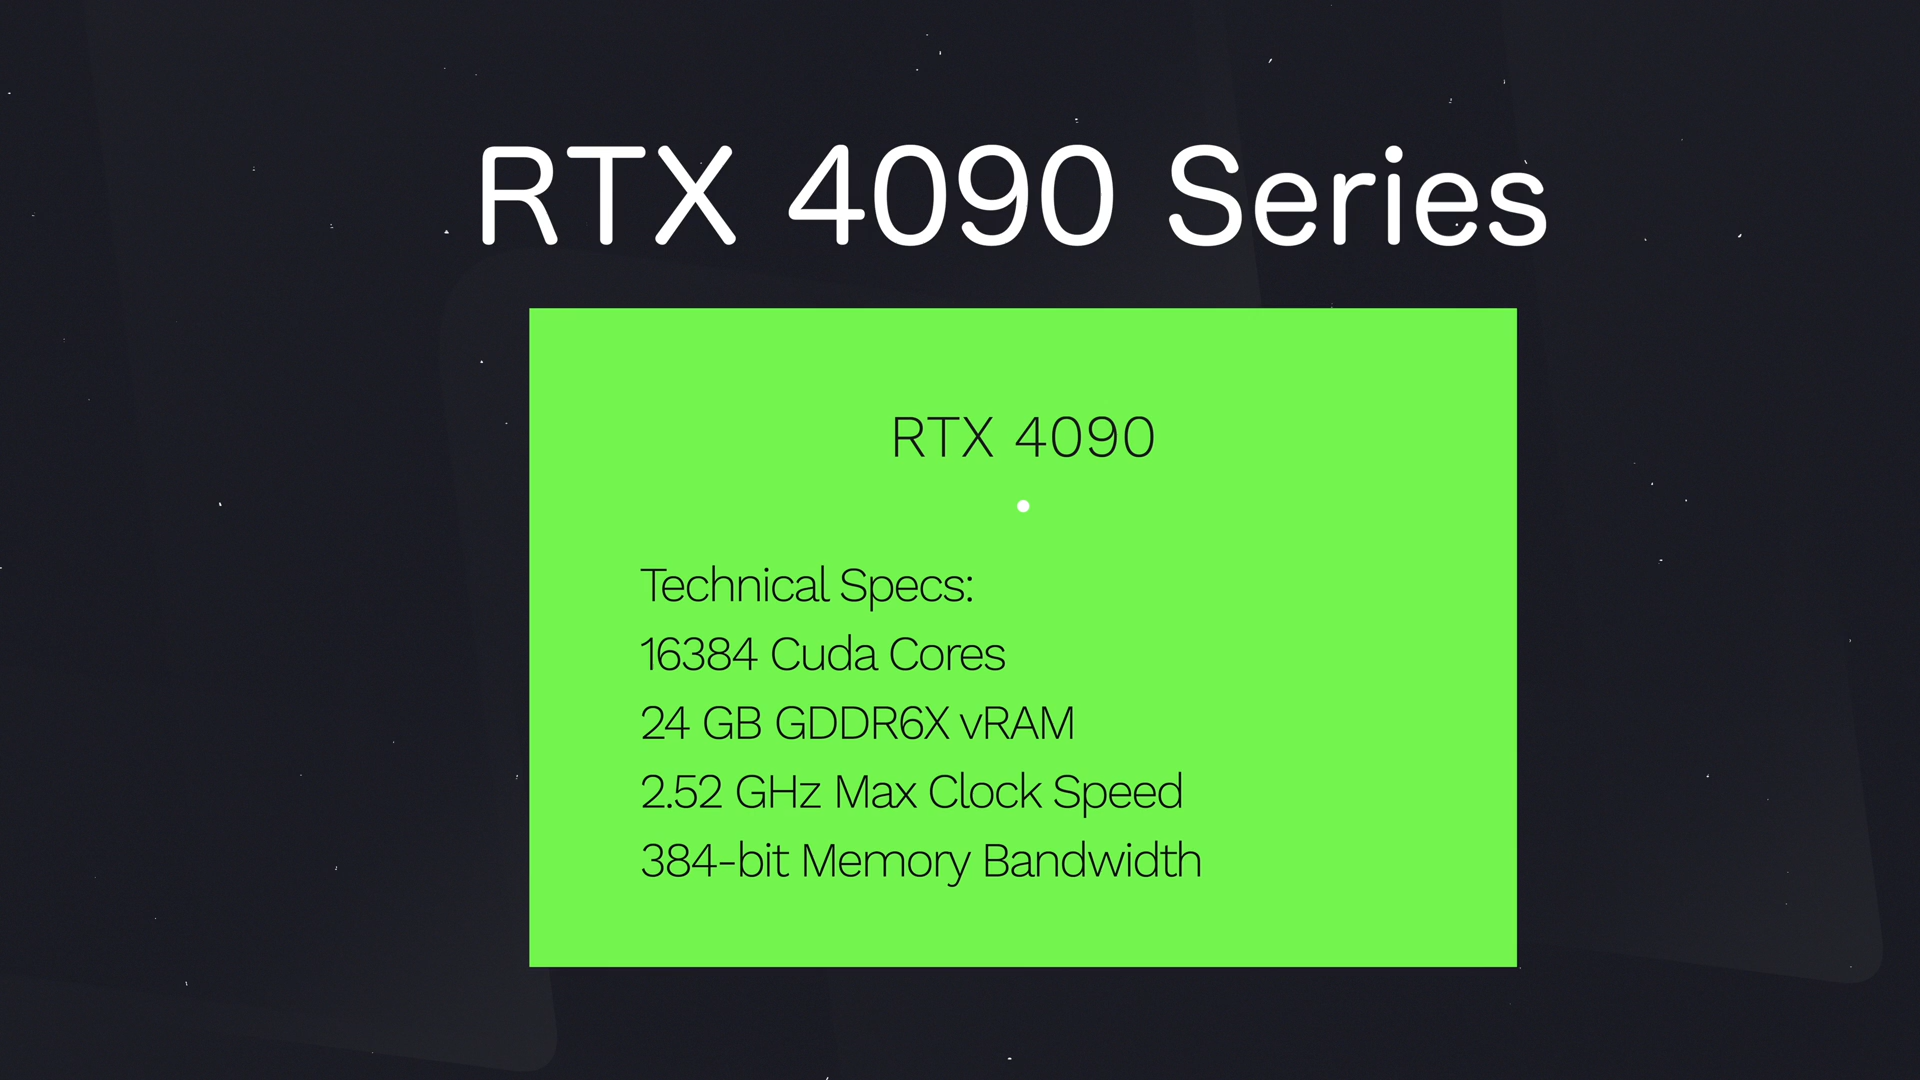 RTX 4090 Series
RTX 4090
Technical Specs:
16384 Cuda Cores
24 GB GDDR6X vRAM
2.52 GHz Max Clock Speed
384-bit Memory Bandwidth